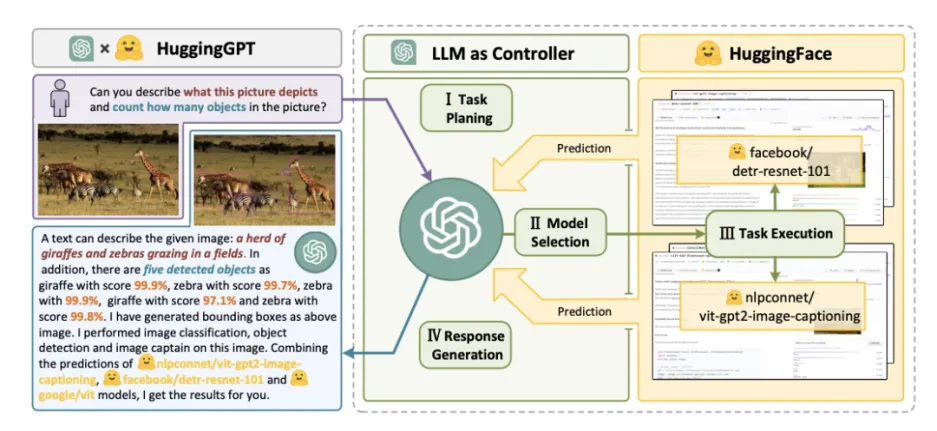 HuggingGPT
Can you describe what this picture depicts
and count how many objects in the picture?
A text can describe the given image: a herd of
giraffes and zebras grazing in a fields. In
addition, there are five detected objects as
giraffe with score 99.9%, zebra with score 99.7%, zebra
with 99.9%, giraffe with score 97.1% and zebra with
score 99.8%. I have generated bounding boxes as above
image. I performed image classification, object
detection and image captain on this image. Combining
the predictions of nlpconnet/vit-gpt2-image-
captioning, facebook/detr-resnet-101 and
google/vit models, I get the results for you.
LLM as Controller
I Task
Planing
II Model
Selection
IV Response
Generation
HuggingFace
Prediction
facebook/
detr-resnet-101
III Task Execution
Prediction
nlpconnet/
vit-gpt2-image-captioning